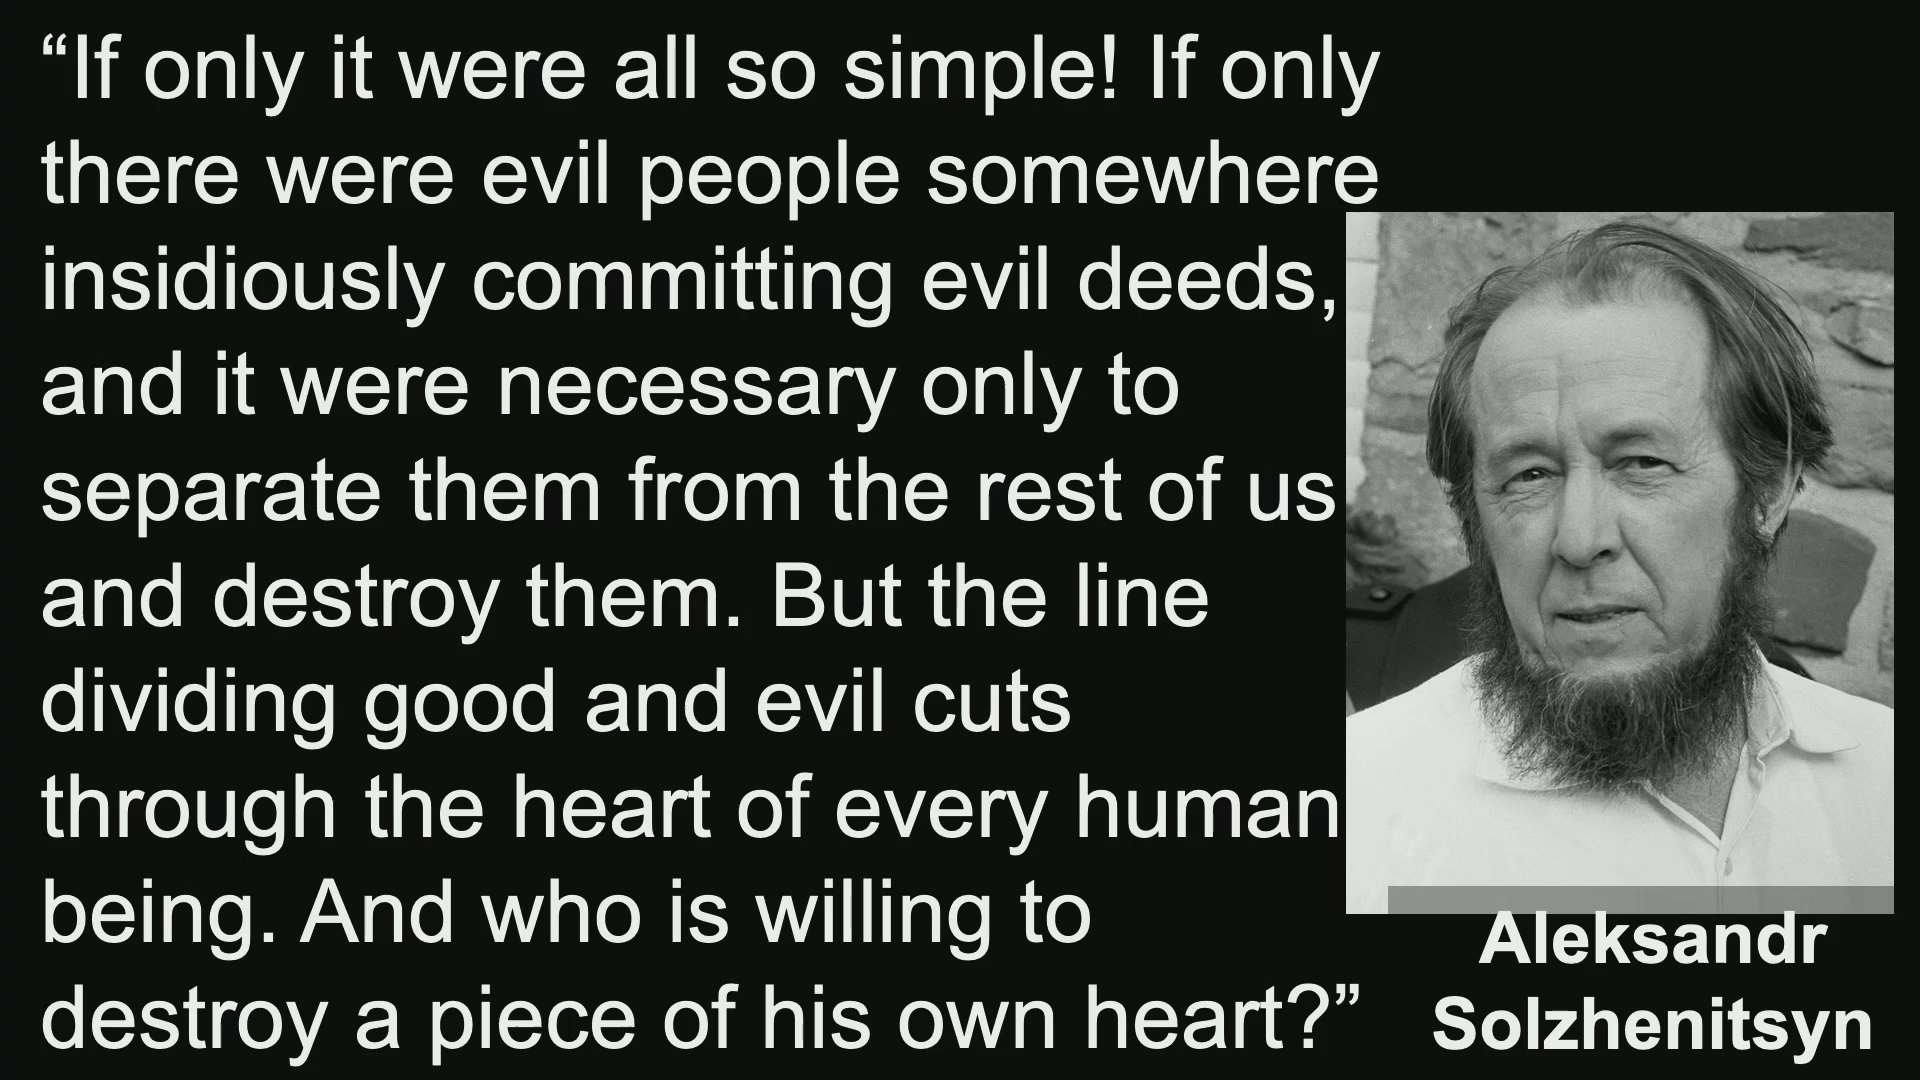 “If only it were all so simple! If only
there were evil people somewhere
insidiously committing evil deeds,
and it were necessary only to
separate them from the rest of us
and destroy them. But the line
dividing good and evil cuts
through the heart of every human
being. And who is willing to
destroy a piece of his own heart?”
Aleksandr
Solzhenitsyn